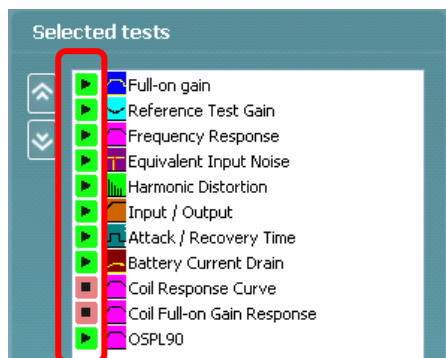 Selected tests
Full-on gain
Reference Test Gain
Frequency Response
Equivalent Input Noise
Harmonic Distortion
Input / Output
Attack / Recovery Time
Battery Current Drain
Coil Response Curve
Coil Full-on Gain Response
OSPL90